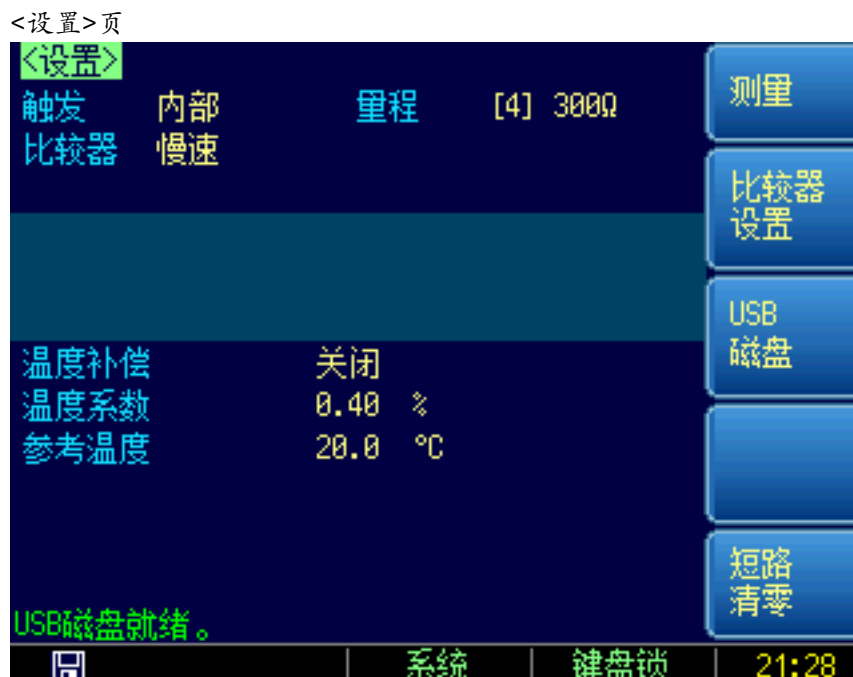 <设置>页
<设置>
触发 内部 量程 [4] 300Ω
比较器 慢速
温度补偿 关闭
温度系数 0.40 %
参考温度 20.0 °C
USB磁盘就绪。
测量
比较器
设置
USB
磁盘
短路
清零
系统 键盘锁 21:28